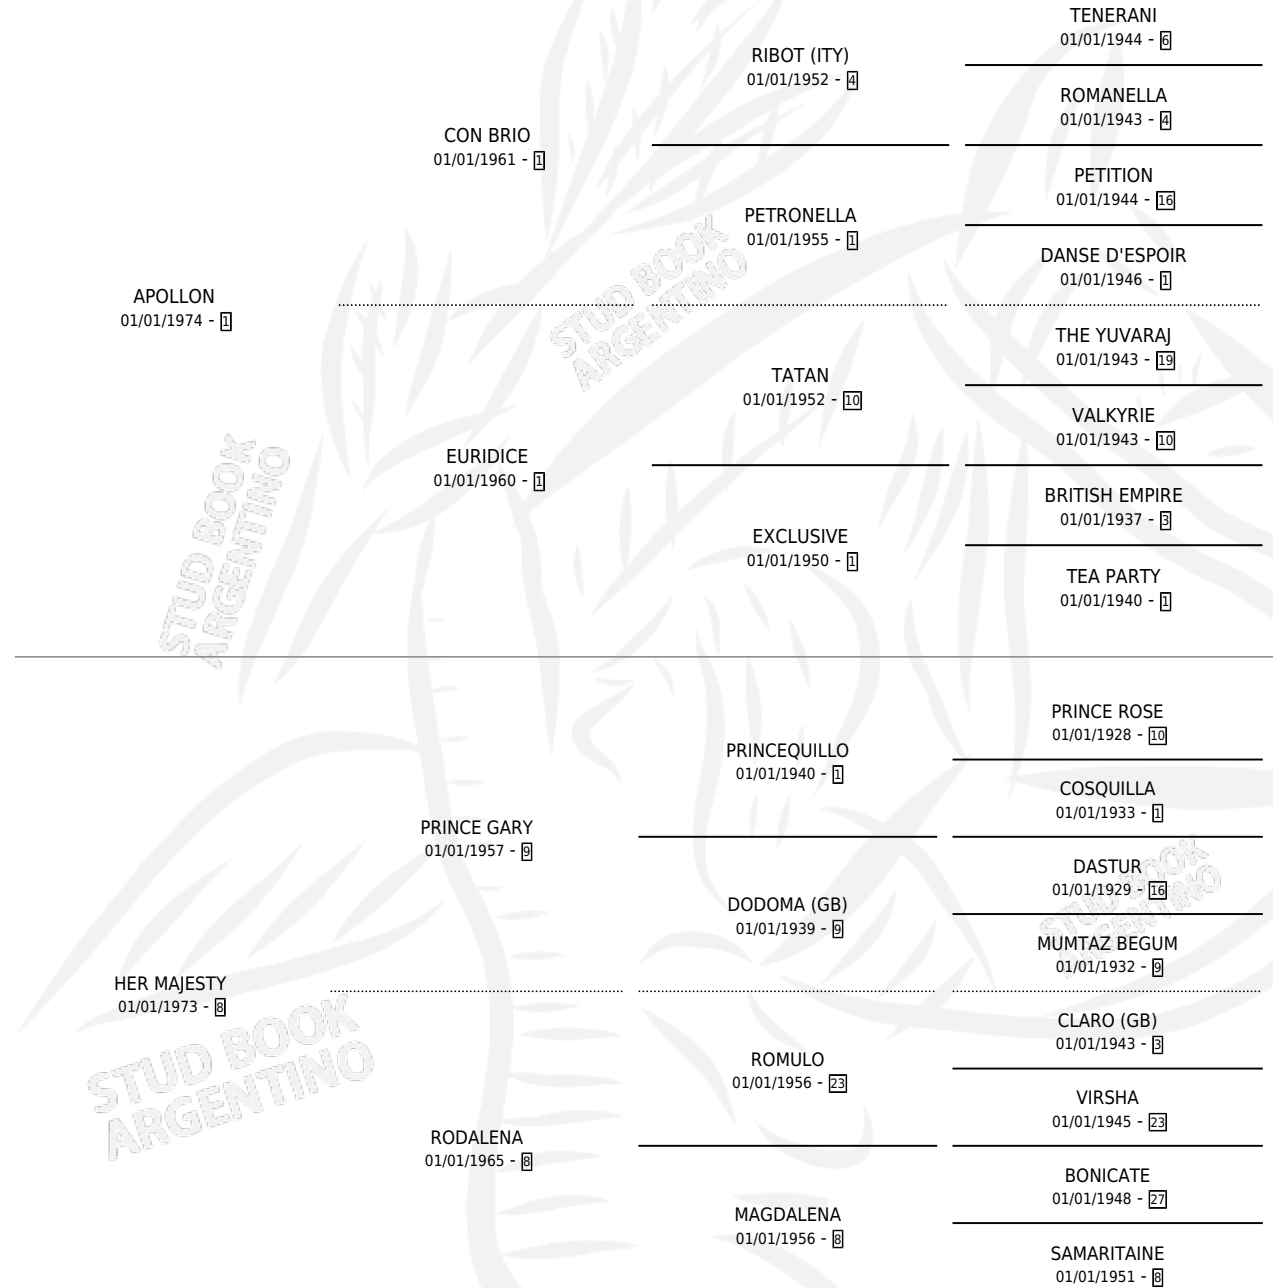 TENERANI
01/01/1944 - 6
RIBOT (ITY)
01/01/1952 - 4
ROMANELLA
01/01/1943 - 4
CON BRIO
01/01/1961 - 1
PETITION
01/01/1944 - 16
PETRONELLA
01/01/1955 - 1
DANSE D'ESPOIR
01/01/1946 - 1
APOLLON
01/01/1974 - 1
THE YUVARAJ
01/01/1943 - 19
TATAN
01/01/1952 - 10
VALKYRIE
01/01/1943 - 10
EURIDICE
01/01/1960 - 1
BRITISH EMPIRE
01/01/1937 - 3
EXCLUSIVE
01/01/1950 - 1
TEA PARTY
01/01/1940 - 1
PRINCE ROSE
01/01/1928 - 10
PRINCEQUILLO
01/01/1940 - 1
COSQUILLA
01/01/1933 - 1
PRINCE GARY
01/01/1957 - 9
DASTUR
01/01/1929 - 16
DODOMA (GB)
01/01/1939 - 9
MUMTAZ BEGUM
01/01/1932 - 9
HER MAJESTY
01/01/1973 - 8
CLARO (GB)
01/01/1943 - 3
ROMULO
01/01/1956 - 23
VIRSHA
01/01/1945 - 23
RODALENA
01/01/1965 - 8
BONICATE
01/01/1948 - 27
MAGDALENA
01/01/1956 - 8
SAMARITAINE
01/01/1951 - 8
STUD BOOK
ARGENTINO
STUD BOOK
ARGENTINO
STUD BOOK
ARGENTINO
STUD BOOK
ARGENTINO